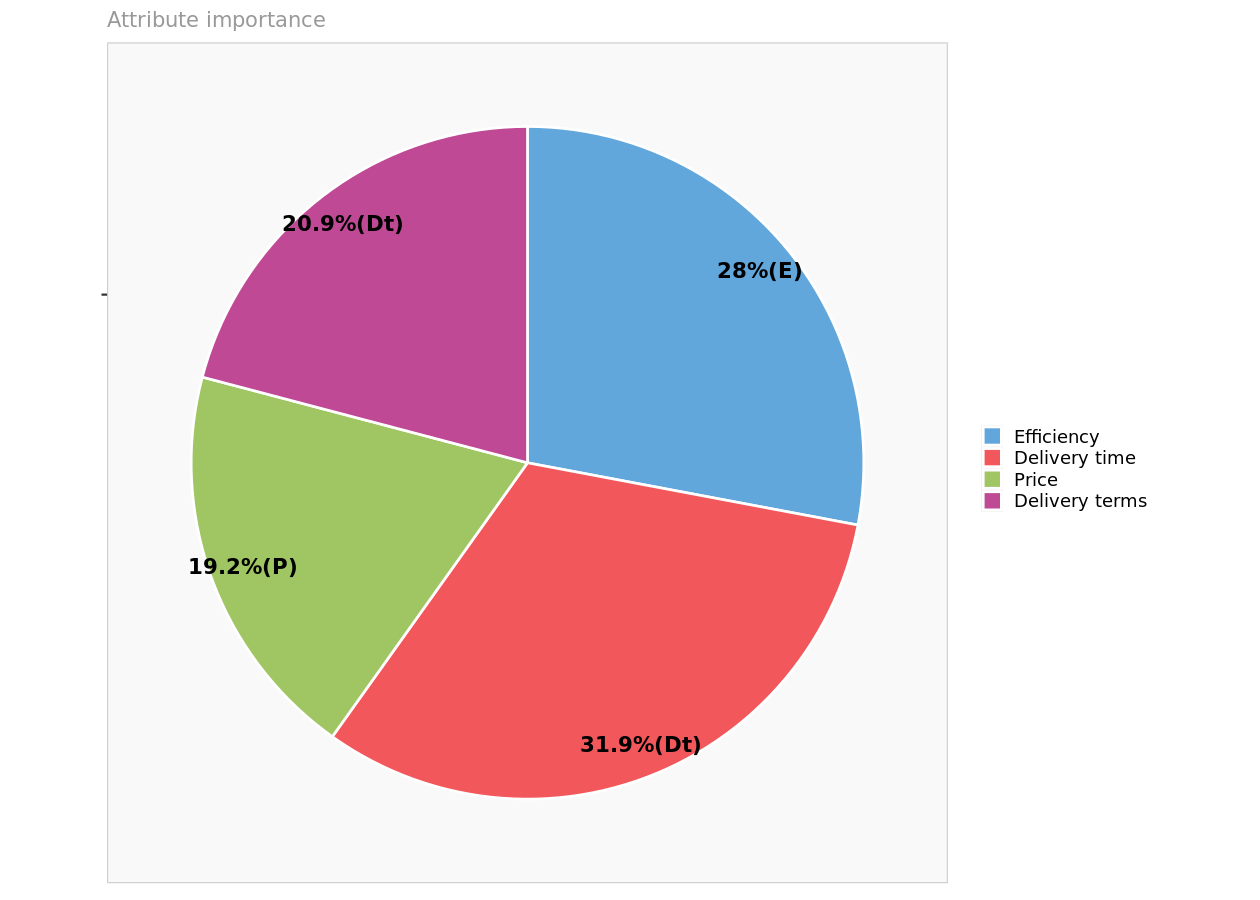 Attribute importance
20.9%(Dt)
28%(E)
19.2%(P)
31.9%(Dt)
Efficiency
Delivery time
Price
Delivery terms